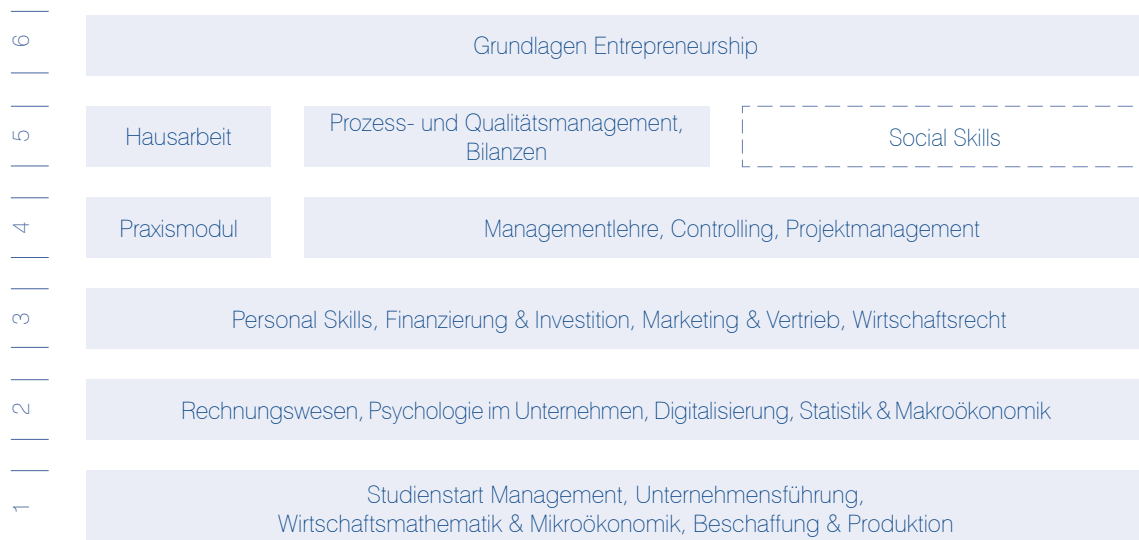 6
Grundlagen Entrepreneurship
5
Hausarbeit
Prozess- und Qualitätsmanagement,
Bilanzen
Social Skills
4
Praxismodul
Managementlehre, Controlling, Projektmanagement
3
Personal Skills, Finanzierung & Investition, Marketing & Vertrieb, Wirtschaftsrecht
2
Rechnungswesen, Psychologie im Unternehmen, Digitalisierung, Statistik & Makroökonomik
1
Studienstart Management, Unternehmensführung,
Wirtschaftsmathematik & Mikroökonomik, Beschaffung & Produktion